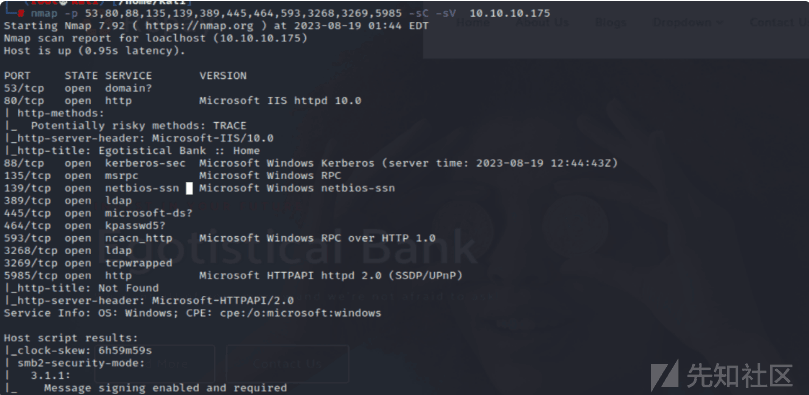 nmap -p 53,80,88,135,139,389,445,464,593,3268,3269,5985 -sC -sV 10.10.10.175
Starting Nmap 7.92 ( https://nmap.org ) at 2023-08-19 01:44 EDT
Nmap scan report for loaclhost (10.10.10.175)
Host is up (0.95s latency).
PORT STATE SERVICE VERSION
53/tcp open domain?
80/tcp open http Microsoft IIS httpd 10.0
| http-methods:
|_ Potentially risky methods: TRACE
|_http-server-header: Microsoft-IIS/10.0
|_http-title: Egotistical Bank :: Home
88/tcp open kerberos-sec Microsoft Windows Kerberos (server time: 2023-08-19 12:44:43Z)
135/tcp open msrpc Microsoft Windows RPC
139/tcp open netbios-ssn Microsoft Windows netbios-ssn
389/tcp open ldap
445/tcp open microsoft-ds?
464/tcp open kpasswd5?
593/tcp open ncacn_http Microsoft Windows RPC over HTTP 1.0
3268/tcp open ldap
3269/tcp open tcpwrapped
5985/tcp open http Microsoft HTTPAPI httpd 2.0 (SSDP/UPnP)
|_http-title: Not Found
|_http-server-header: Microsoft-HTTPAPI/2.0
Service Info: OS: Windows; CPE: cpe:/o:microsoft:windows
Host script results:
|_clock-skew: 6h59m59s
| smb2-security-mode:
| 3.1.1:
|_ Message signing enabled and required
Egotistical Bank
先知社区